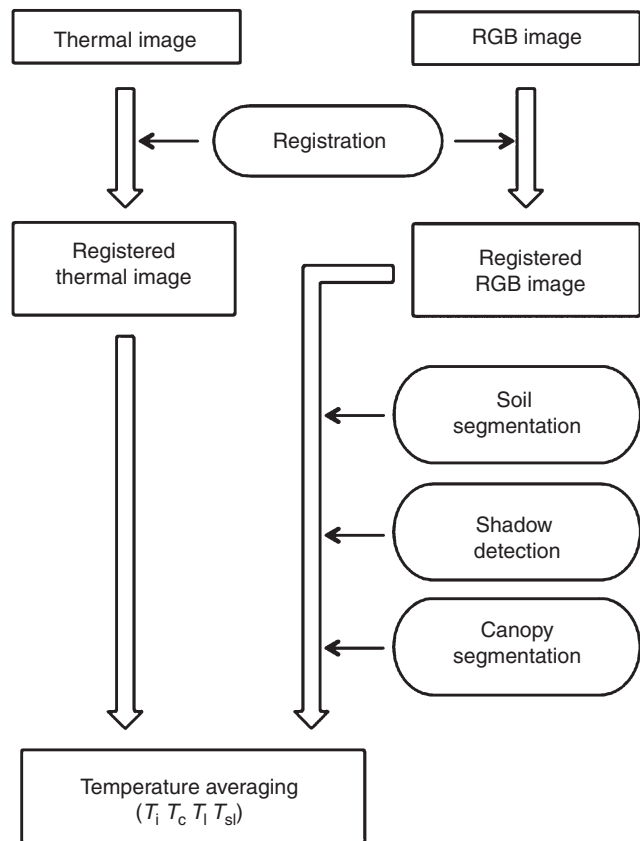 Thermal image
RGB image
Registration
Registered
thermal image
Registered
RGB image
Soil
segmentation
Shadow
detection
Canopy
segmentation
Temperature averaging
(Ti Tc Tl Tsl)